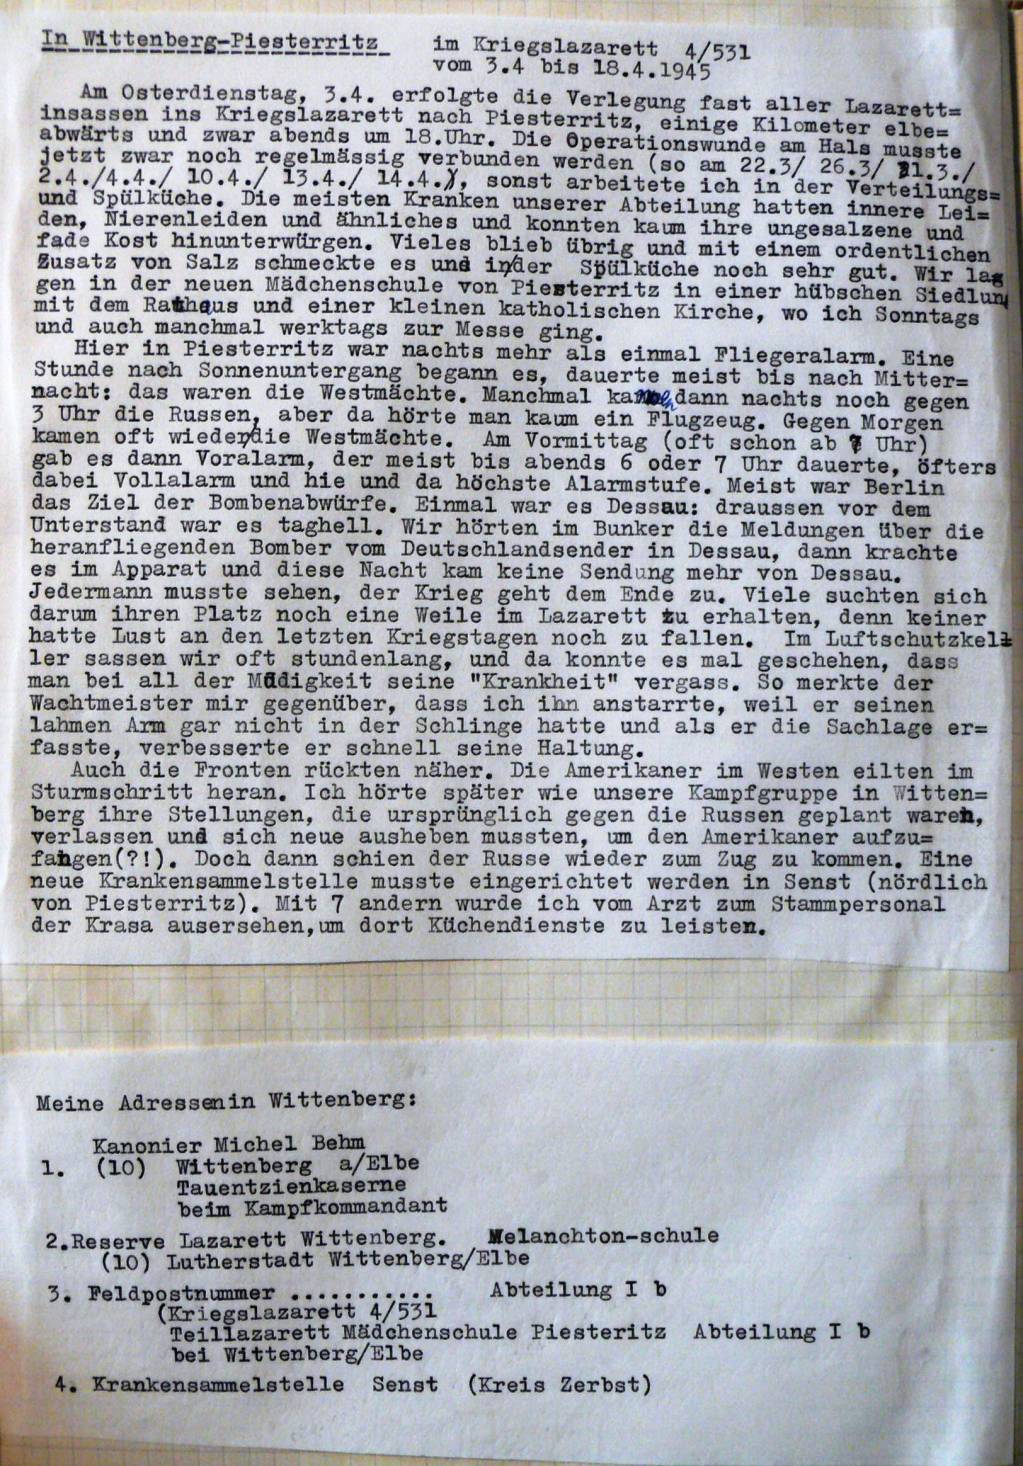 In Wittenberg-Piesterritz im Kriegslazarett 4/531
vom 3.4 bis 18.4.1945
Am Osterdienstag, 3.4. erfolgte die Verlegung fast aller Lazarett=
insassen ins Kriegslazarett nach Piesterritz, einige Kilometer elbe=
abwärts und zwar abends um 18.Uhr. Die Operationswunde am Hals musste
jetzt zwar noch regelmässig verbunden werden (so am 22.3/ 26.3/ 31.3./
2.4./4.4./ 10.4./ 13.4./ 14.4.), sonst arbeitete ich in der Verteilungs=
und Spülküche. Die meisten Kranken unserer Abteilung hatten innere Lei=
den, Nierenleiden und ähnliches und konnten kaum ihre ungesalzene und
fade Kost hinunterwürgen. Vieles blieb übrig und mit einem ordentlichen
Zusatz von Salz schmeckte es und in/der Spülküche noch sehr gut. Wir lag
gen in der neuen Mädchenschule von Piesterritz in einer hübschen Siedlung
mit dem Rathaus und einer kleinen katholischen Kirche, wo ich Sonntags
und auch manchmal werktags zur Messe ging.
Hier in Piesterritz war nachts mehr als einmal Fliegeralarm. Eine
Stunde nach Sonnenuntergang begann es, dauerte meist bis nach Mitter=
nacht: das waren die Westmächte. Manchmal kamen dann nachts noch gegen
3 Uhr die Russen, aber da hörte man kaum ein Flugzeug. Gegen Morgen
kamen oft wieder/die Westmächte. Am Vormittag (oft schon ab Uhr)
gab es dann Voralarm, der meist bis abends 6 oder 7 Uhr dauerte, öfters
dabei Vollalarm und hie und da höchste Alarmstufe. Meist war Berlin
das Ziel der Bombenabwürfe. Einmal war es Dessau: draussen vor dem
Unterstand war es taghell. Wir hörten im Bunker die Meldungen über die
heranfliegenden Bomber vom Deutschlandsender in Dessau, dann krachte
es im Apparat und diese Nacht kam keine Sendung mehr von Dessau.
Jedermann musste sehen, der Krieg geht dem Ende zu. Viele suchten sich
darum ihren Platz noch eine Weile im Lazarett zu erhalten, denn keiner
hatte Lust an den letzten Kriegstagen noch zu fallen. Im Luftschutzkel=
ler sassen wir oft stundenlang, und da konnte es mal geschehen, dass
man bei all der Müdigkeit seine "Krankheit" vergass. So merkte der
Wachtmeister mir gegenüber, dass ich ihn anstarrte, weil er seinen
lahmen Arm gar nicht in der Schlinge hatte und als er die Sachlage er=
fasste, verbesserte er schnell seine Haltung.
Auch die Fronten rückten näher. Die Amerikaner im Westen eilten im
Sturmschritt heran. Ich hörte später wie unsere Kampfgruppe in Witten=
berg ihre Stellungen, die ursprünglich gegen die Russen geplant waren,
verlassen und sich neue ausheben mussten, um den Amerikaner aufzu=
fangen(?!). Doch dann schien der Russe wieder zum Zug zu kommen. Eine
neue Krankensammelstelle musste eingerichtet werden in Senst (nördlich
von Piesterritz). Mit 7 andern wurde ich vom Arzt zum Stammpersonal
der Krasa ausersehen,um dort Küchendienste zu leisten.
Meine Adressenin Wittenberg:
Kanonier Michel Behm
1. (10) Wittenberg a/Elbe
Tauentzienkaserne
beim Kampfkommandant
2.Reserve Lazarett Wittenberg. Melanchton-schule
(10) Lutherstadt Wittenberg/Elbe
3. Feldpostnummer ........... Abteilung I b
(Kriegslazarett 4/531
Teillazarett Mädchenschule Piesteritz Abteilung I b
bei Wittenberg/Elbe
4. Krankensammelstelle Senst (Kreis Zerbst)